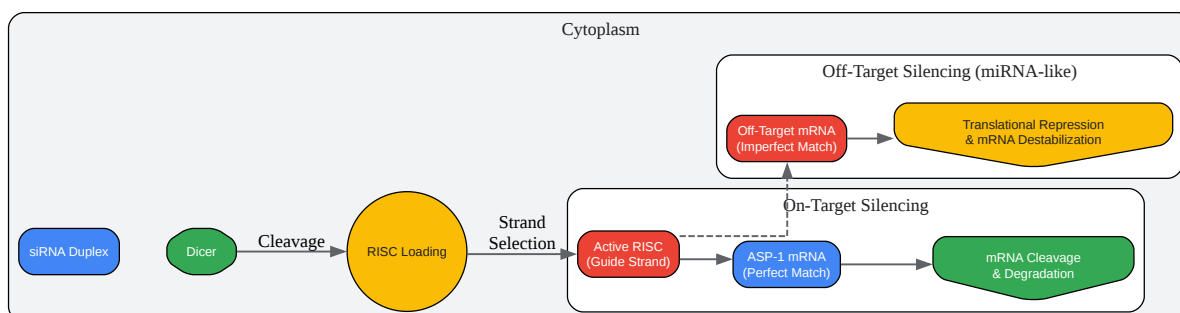 Cytoplasm
Off-Target Silencing (miRNA-like)
Off-Target mRNA
(Imperfect Match)
Translational Repression
& mRNA Destabilization
On-Target Silencing
siRNA Duplex
Dicer
Cleavage
RISC Loading
Strand
Selection
Active RISC
(Guide Strand)
ASP-1 mRNA
(Perfect Match)
mRNA Cleavage
& Degradation